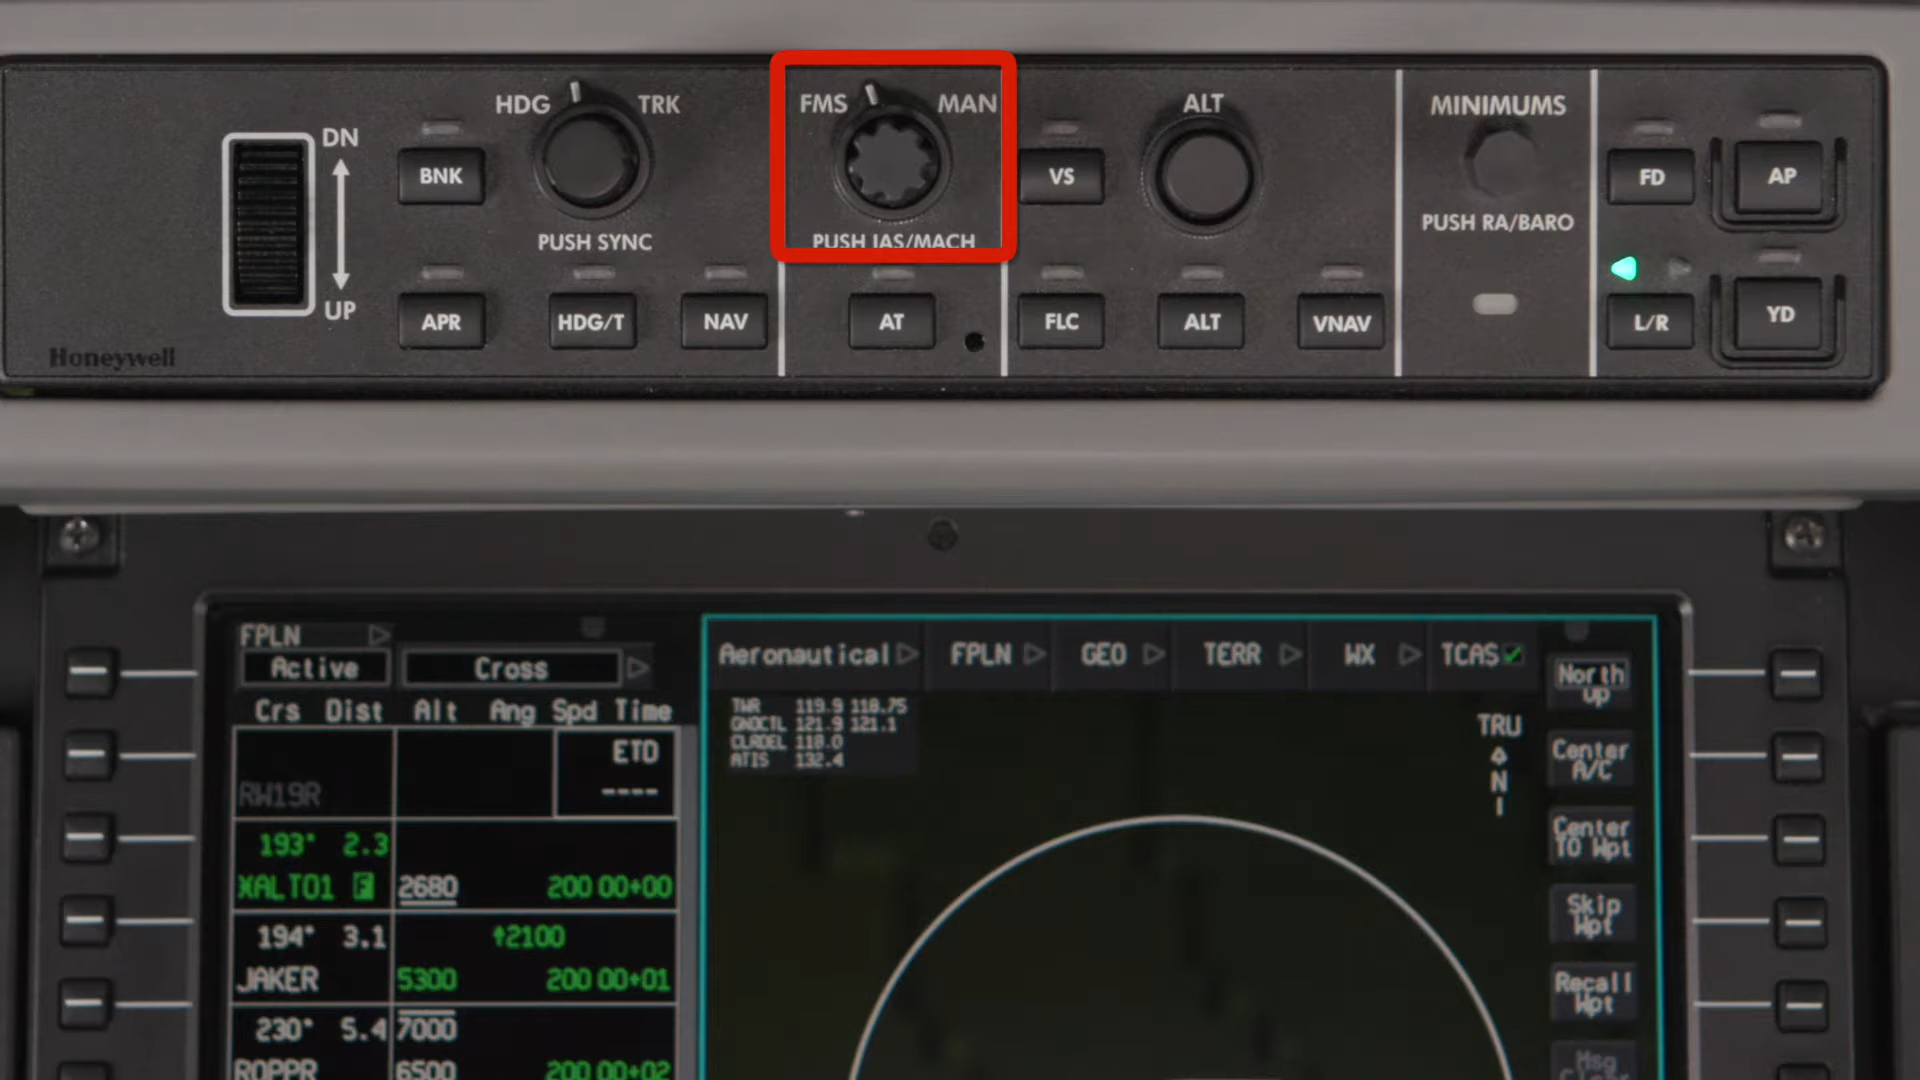 HDG TRK FMS MAN ALT MINIMUMS
DN
BNK VS FD AP
PUSH SYNC PUSH IAS/MACH PUSH RA/BARO
UP
APR HDG/T NAV AT FLC ALT VNAV L/R YD
Honeywell
FPLN
Active Cross
Crs Dist Alt Ang Spd Time
ETD
RW19R ----
193° 2.3
XALTO1 F 2680 200 00+00
194° 3.1 ↑2100
JAKER 5300 200 00+01
230° 5.4 7000
ROPPR 6500 200 00+02
Aeronautical FPLN GEO TERR WX TCAS
TWR 119.9 118.75
GNDCTL 121.9 121.1
CLRDEL 118.0
ATIS 132.4
TRU
N
North
up
Center
A/C
Center
TO Wpt
Skip
Wpt
Recall
Wpt
Msg
Clear